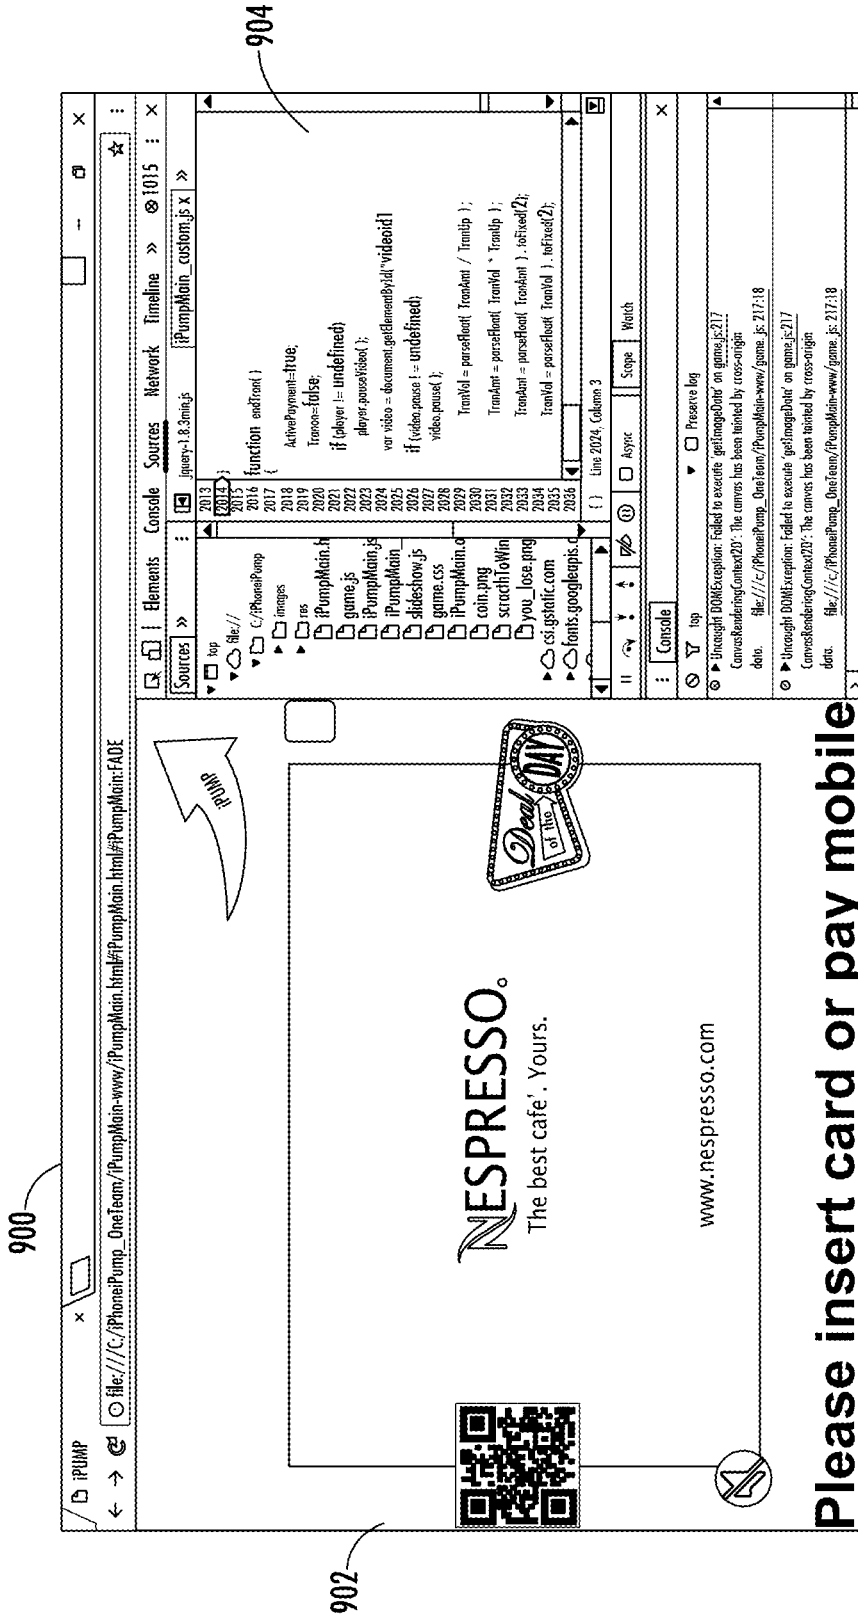 900
902
904
iPUMP
×
file:///C:/iPhoneiPump_OneTeam/iPumpMain-www/iPumpMain.html#iPumpMain.html#iPumpMain:FADE
iPUMP
NESPRESSO.
The best cafe'. Yours.
www.nespresso.com
Deal
of the
DAY
Please insert card or pay mobile
Elements Console Sources Network Timeline » 1015 ⋮ ×
Sources » ⋮
jquery-1.8.3min.js iPumpMain_custom.js x »
top
file://
C:/iPhoneiPump
images
res
iPumpMain.h
game.js
iPumpMain.js
iPumpMain_
slideshow.js
game.css
iPumpMain.c
coin.png
scracthToWin
you_lose.png
csi.gstatic.com
fonts.googleapis.c
2013
2014 }
2015
2016 function endTran( )
2017 {
2018 ActivePayment=true;
2019 Tranon=false;
2020 if (player != undefined)
2021 player.pauseVideo( );
2022
2023 var video = document.getElementById("videoid1
2024
2025 if (video.pause != undefined)
2026 video.pause( );
2027
2028
2029 TranVol = parseFloat( TranAmt / TranUp );
2030
2031 TranAmt = parseFloat( TranVol * TranUp );
2032
2033 TranAmt = parseFloat( TranAmt ). toFixed(2);
2034
2035 TranVol = parseFloat( TranVol ). toFixed(2);
2036
{ } Line 2024, Column 3
Async Scope Watch
⋮ Console ×
top ▼ Preserve log
Uncaught DOMException: Failed to execute 'getImageData' on game.js:217
CanvasRenderingContext2D': The canvas has been tainted by cross-origin
data. file:///c:/iPhoneiPump_OneTeam/iPumpMain-www/game.js: 217:18
Uncaught DOMException: Failed to execute 'getImageData' on game.js:217
CanvasRenderingContext2D': The canvas has been tainted by cross-origin
data. file:///c:/iPhoneiPump_OneTeam/iPumpMain-www/game.js: 217:18
>